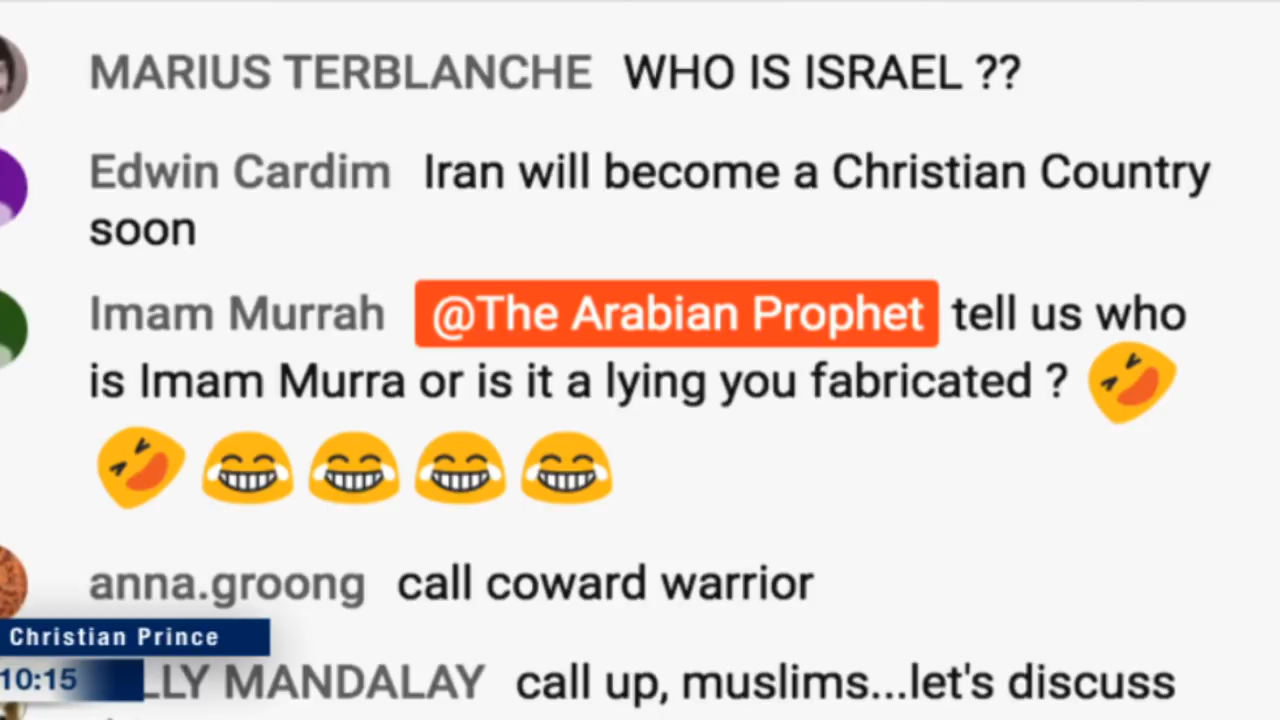 MARIUS TERBLANCHE WHO IS ISRAEL ??
Edwin Cardim Iran will become a Christian Country
soon
Imam Murrah @The Arabian Prophet tell us who
is Imam Murra or is it a lying you fabricated ? 🤣
🤣😂😂😂😂
anna.groong call coward warrior
Christian Prince
10:15
LLY MANDALAY call up, muslims...let's discuss